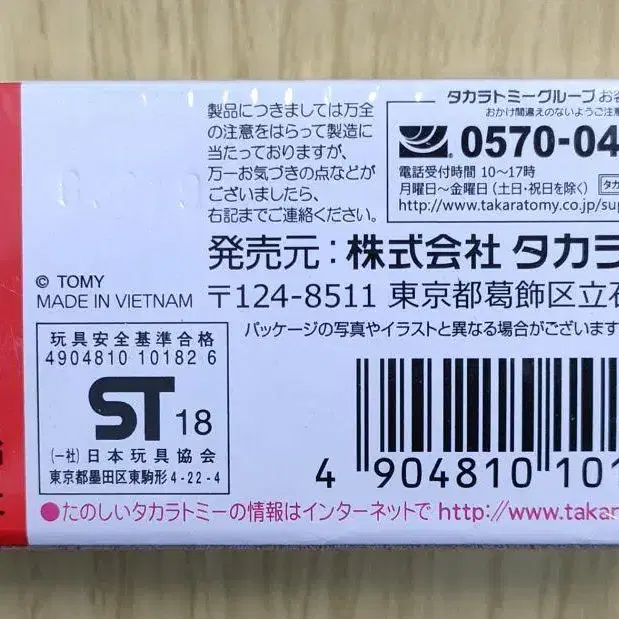 製品につきましては万全
の注意をはらって製造に
当たっておりますが、
万一お気づきの点などが
ございましたら、
右記までご連絡ください。
タカラトミーグループ お
おかけ間違えのないようご注
0570-04
電話受付時間 10〜17時
月曜日〜金曜日(土・日・祝日を除く)
http://www.takaratomy.co.jp/su
発売元:株式会社 タカラ
© TOMY
MADE IN VIETNAM
〒124-8511 東京都葛飾区立石
パッケージの写真やイラストと異なる場合がございます
玩具安全基準合格
4904810 10182 6
ST 18
(一社)日本玩具協会
東京都墨田区東駒形4-22-4
4 904810 101
●たのしいタカラトミーの情報はインターネットで http://www.takar